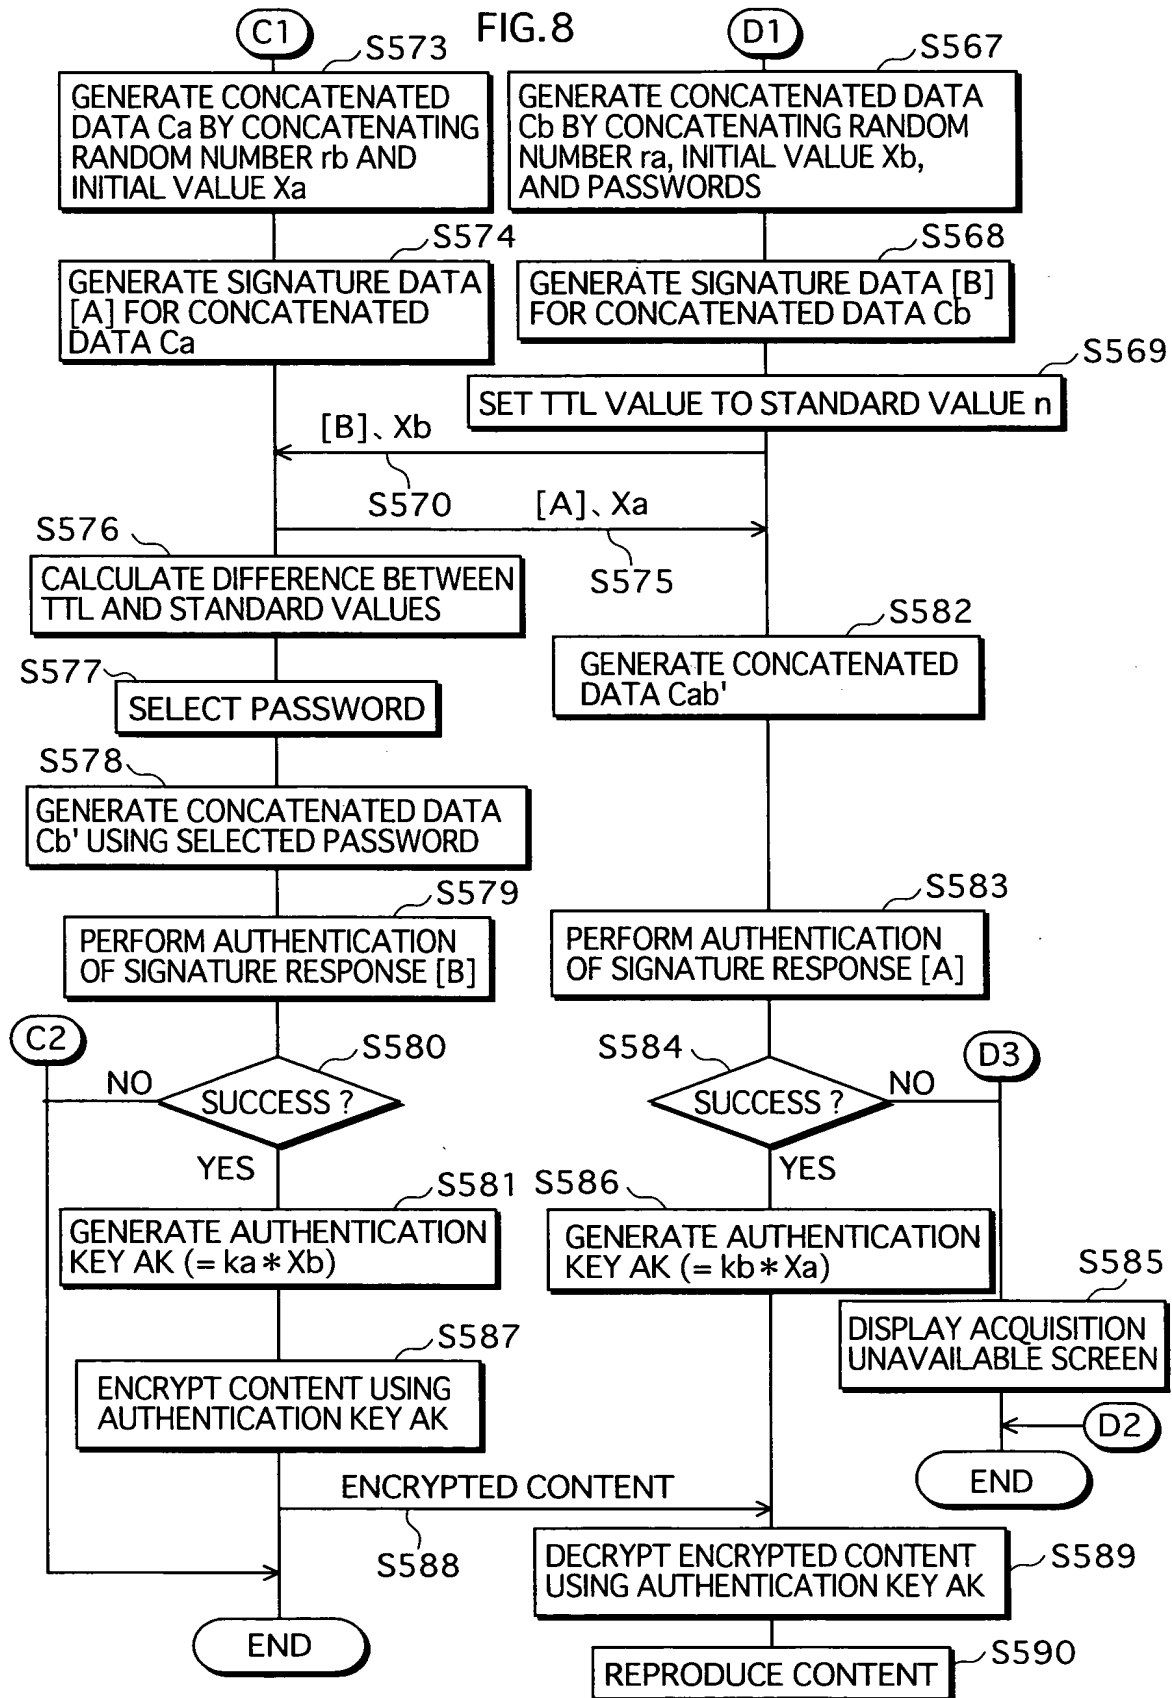 C1
FIG.8
D1
S573
S567
GENERATE CONCATENATED
DATA Ca BY CONCATENATING
RANDOM NUMBER rb AND
INITIAL VALUE Xa
GENERATE CONCATENATED DATA
Cb BY CONCATENATING RANDOM
NUMBER ra, INITIAL VALUE Xb,
AND PASSWORDS
S574
S568
GENERATE SIGNATURE DATA
[A] FOR CONCATENATED
DATA Ca
GENERATE SIGNATURE DATA [B]
FOR CONCATENATED DATA Cb
S569
SET TTL VALUE TO STANDARD VALUE n
[B]、Xb
S570
[A]、Xa
S575
S576
CALCULATE DIFFERENCE BETWEEN
TTL AND STANDARD VALUES
S582
GENERATE CONCATENATED
DATA Cab'
S577
SELECT PASSWORD
S578
GENERATE CONCATENATED DATA
Cb' USING SELECTED PASSWORD
S579
S583
PERFORM AUTHENTICATION
OF SIGNATURE RESPONSE [B]
PERFORM AUTHENTICATION
OF SIGNATURE RESPONSE [A]
C2
S580
S584
D3
NO
SUCCESS ?
SUCCESS ?
NO
YES
YES
S581
S586
GENERATE AUTHENTICATION
KEY AK (= ka * Xb)
GENERATE AUTHENTICATION
KEY AK (= kb * Xa)
S585
DISPLAY ACQUISITION
UNAVAILABLE SCREEN
S587
ENCRYPT CONTENT USING
AUTHENTICATION KEY AK
D2
END
ENCRYPTED CONTENT
S588
DECRYPT ENCRYPTED CONTENT
USING AUTHENTICATION KEY AK
S589
END
S590
REPRODUCE CONTENT